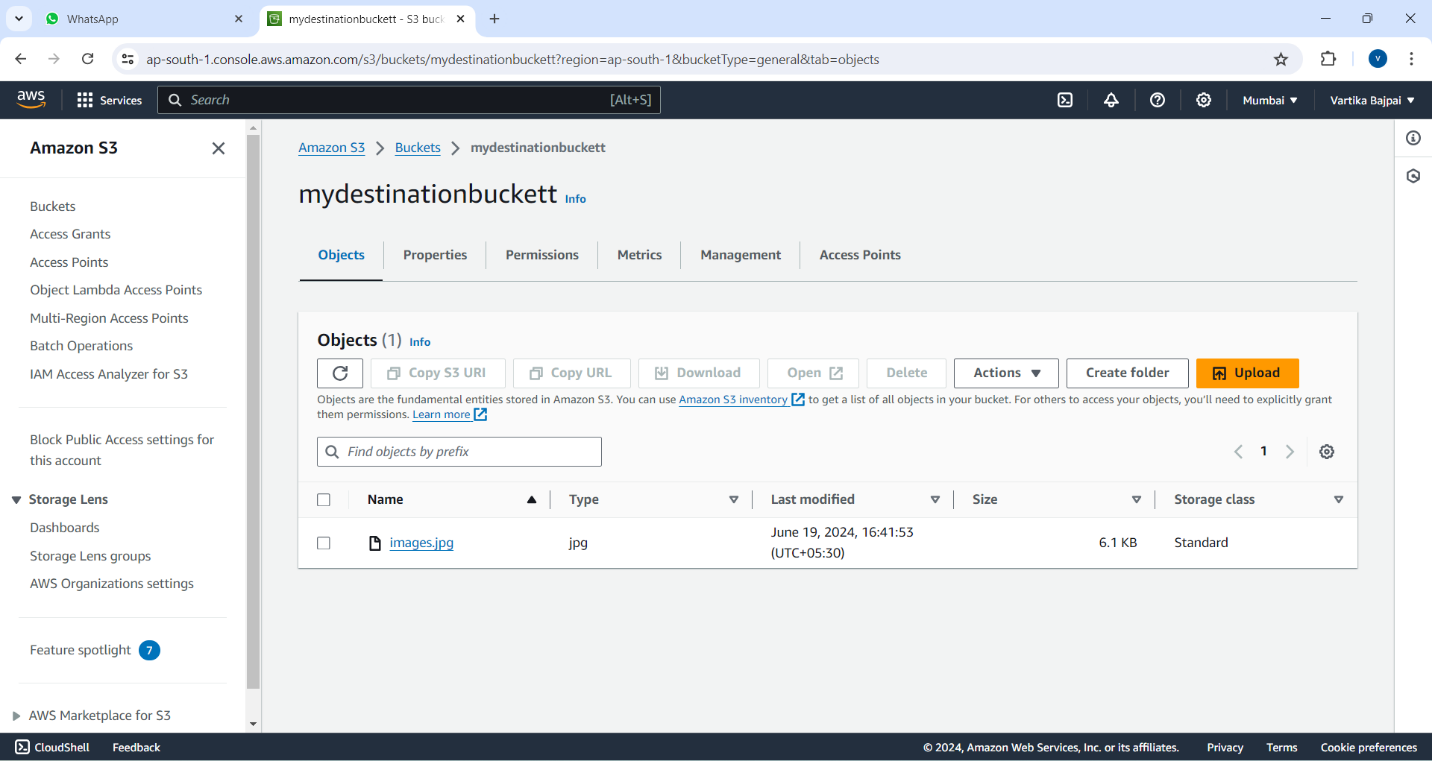 WhatsApp
mydestinationbuckett - S3 buck
ap-south-1.console.aws.amazon.com/s3/buckets/mydestinationbuckett?region=ap-south-1&bucketType=general&tab=objects
V
aws
Services
Search
[Alt+S]
Mumbai
Vartika Bajpai
Amazon S3
Buckets
Access Grants
Access Points
Object Lambda Access Points
Multi-Region Access Points
Batch Operations
IAM Access Analyzer for S3
Block Public Access settings for
this account
Storage Lens
Dashboards
Storage Lens groups
AWS Organizations settings
Feature spotlight 7
AWS Marketplace for S3
Amazon S3 > Buckets > mydestinationbuckett
mydestinationbuckett Info
Objects
Properties
Permissions
Metrics
Management
Access Points
Objects (1) Info
Copy S3 URI
Copy URL
Download
Open
Delete
Actions
Create folder
Upload
Objects are the fundamental entities stored in Amazon S3. You can use Amazon S3 inventory to get a list of all objects in your bucket. For others to access your objects, you'll need to explicitly grant
them permissions. Learn more
Find objects by prefix
1
Name
Type
Last modified
Size
Storage class
images.jpg
jpg
June 19, 2024, 16:41:53
(UTC+05:30)
6.1 KB
Standard
CloudShell
Feedback
© 2024, Amazon Web Services, Inc. or its affiliates.
Privacy
Terms
Cookie preferences